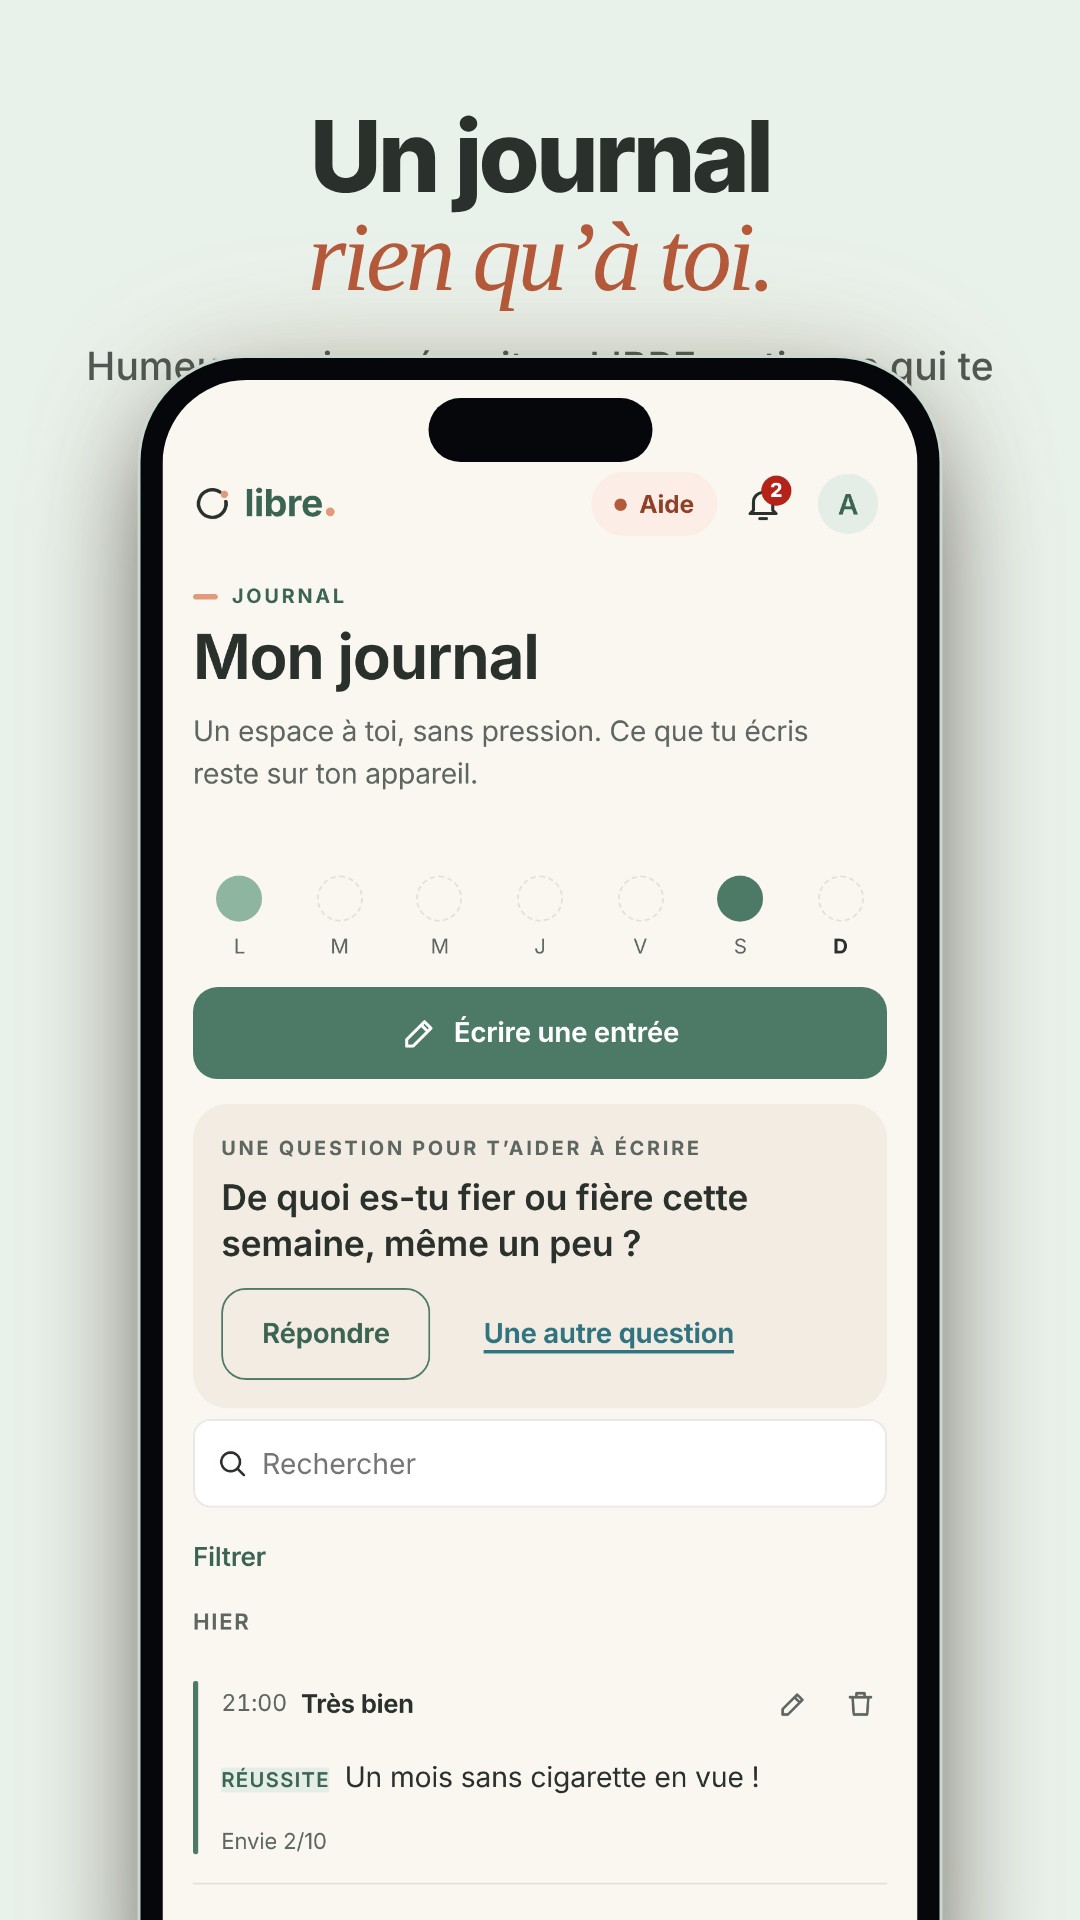 Un journal
rien qu’à toi.
qui te
libre.
Aide
2
A
JOURNAL
Mon journal
Un espace à toi, sans pression. Ce que tu écris
reste sur ton appareil.
L M M J V S D
Écrire une entrée
UNE QUESTION POUR T’AIDER À ÉCRIRE
De quoi es-tu fier ou fière cette
semaine, même un peu ?
Répondre Une autre question
Rechercher
Filtrer
HIER
21:00 Très bien
RÉUSSITE Un mois sans cigarette en vue !
Envie 2/10